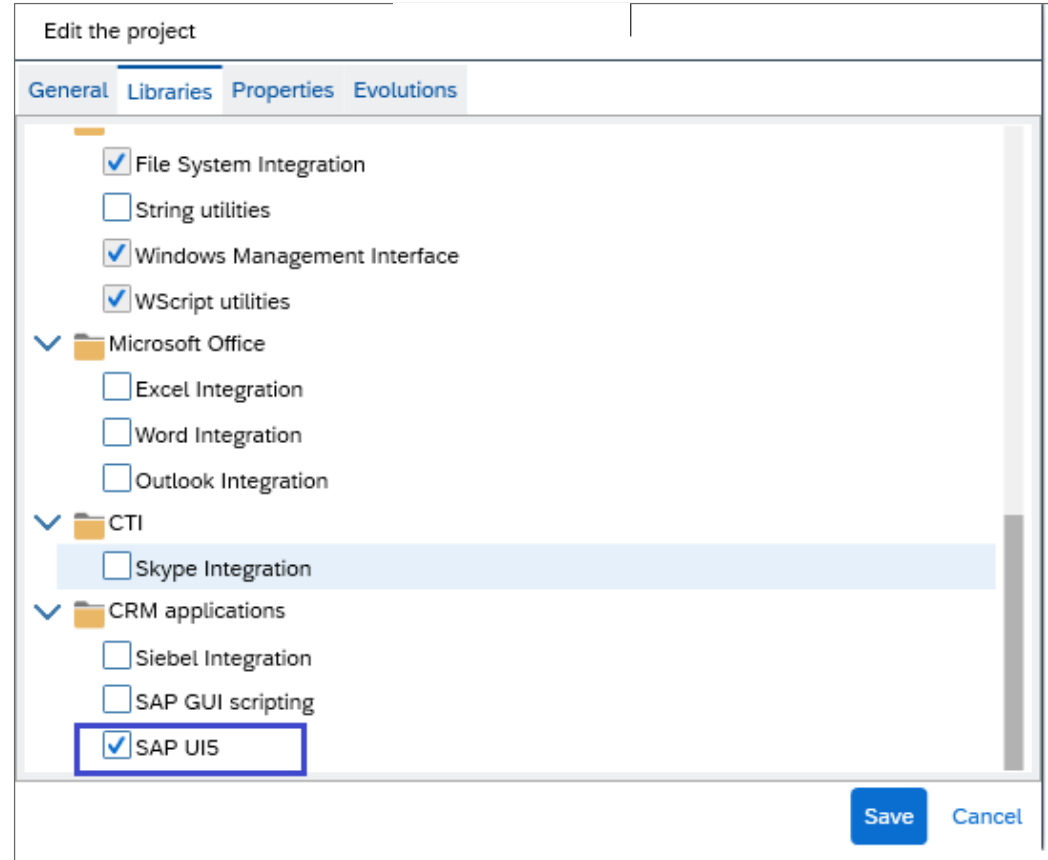 Edit the project
General Libraries Properties Evolutions
File System Integration
String utilities
Windows Management Interface
WScript utilities
Microsoft Office
Excel Integration
Word Integration
Outlook Integration
CTI
Skype Integration
CRM applications
Siebel Integration
SAP GUI scripting
SAP UI5
Save Cancel